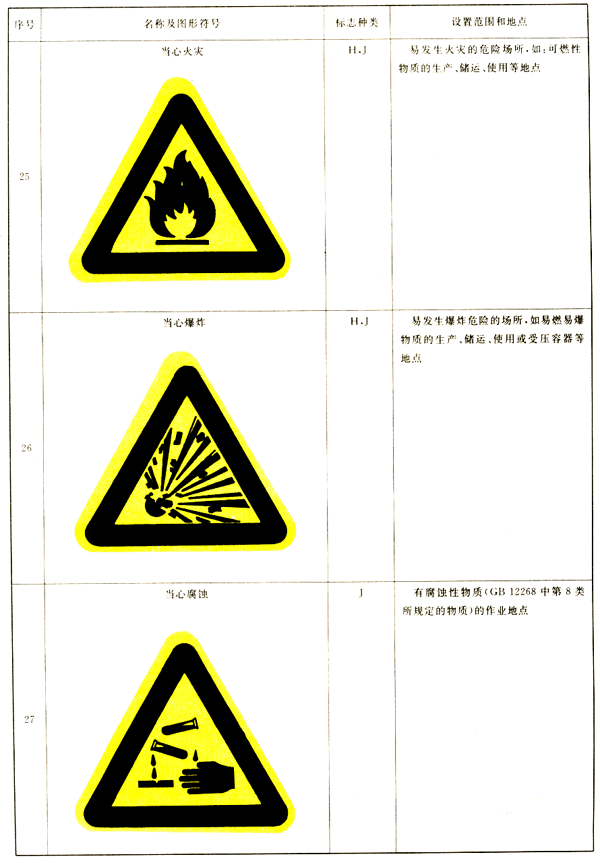 序号 名称及图形符号 标志种类 设置范围和地点
25 当心火灾 H,J 易发生火灾的危险场所,如:可燃性
物质的生产、储运、使用等地点
26 当心爆炸 H,J 易发生爆炸危险的场所,如易燃易爆
物质的生产、储运、使用或受压容器等
地点
27 当心腐蚀 J 有腐蚀性物质(GB 12268 中第 8 类
所规定的物质)的作业地点